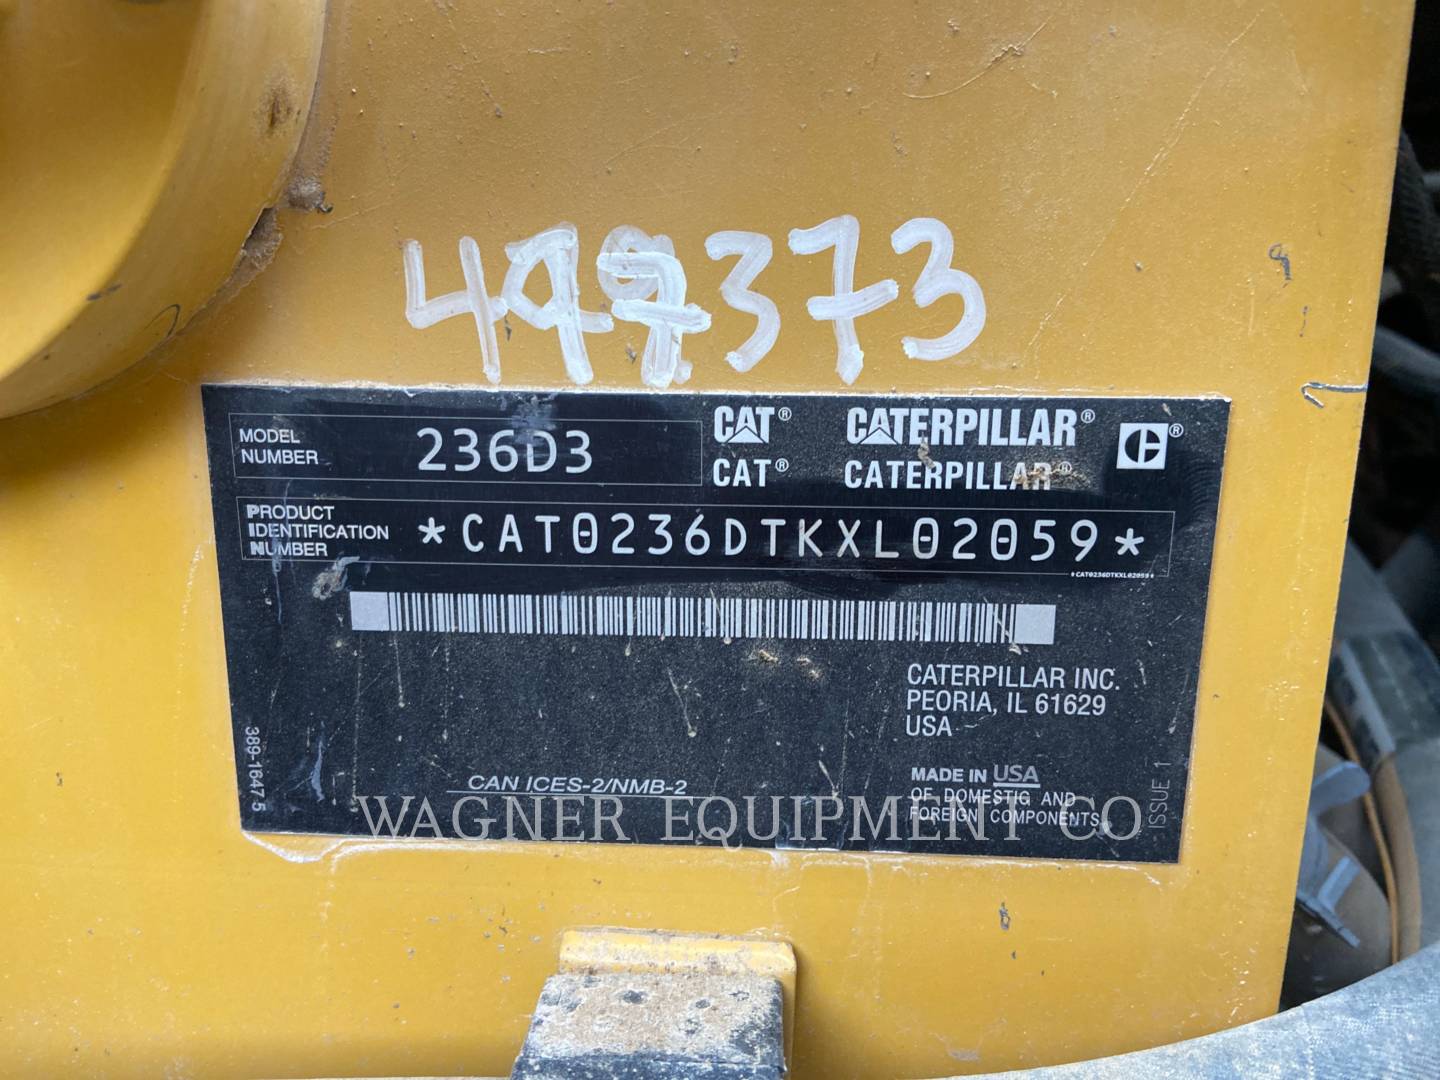 MODEL
NUMBER
236D3
CAT® CATERPILLAR®
CAT® CATERPILLAR®
PRODUCT
IDENTIFICATION
NUMBER
*CAT0236DTKXL02059*
*CAT0236DTKXL02059*
CATERPILLAR INC.
PEORIA, IL 61629
USA
389-1647 5
CAN ICES-2/NMB-2
MADE IN USA
OF DOMESTIC AND
FOREIGN COMPONENTS.
ISSUE 1
WAGNER EQUIPMENT CO